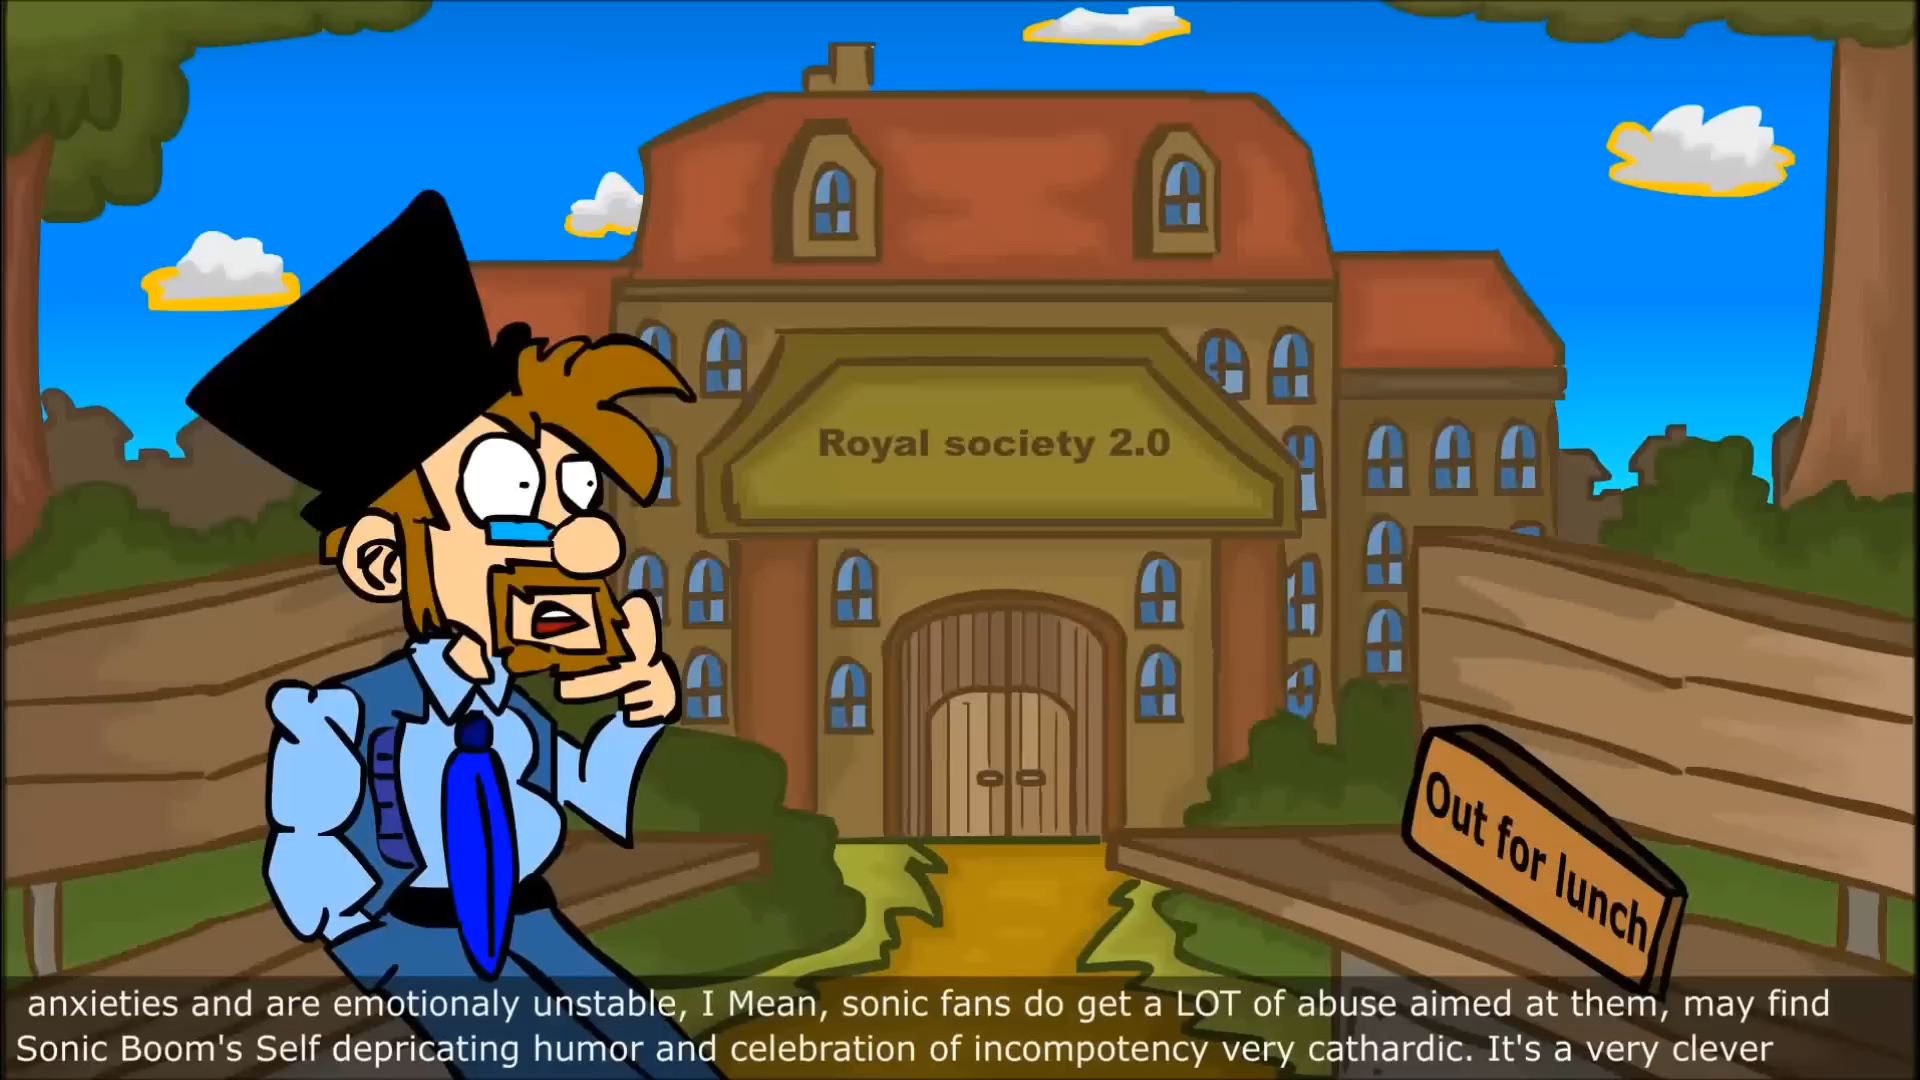 Royal society 2.0
Out for lunch
anxieties and are emotionaly unstable, I Mean, sonic fans do get a LOT of abuse aimed at them, may find
Sonic Boom's Self depricating humor and celebration of incompotency very cathardic. It's a very clever